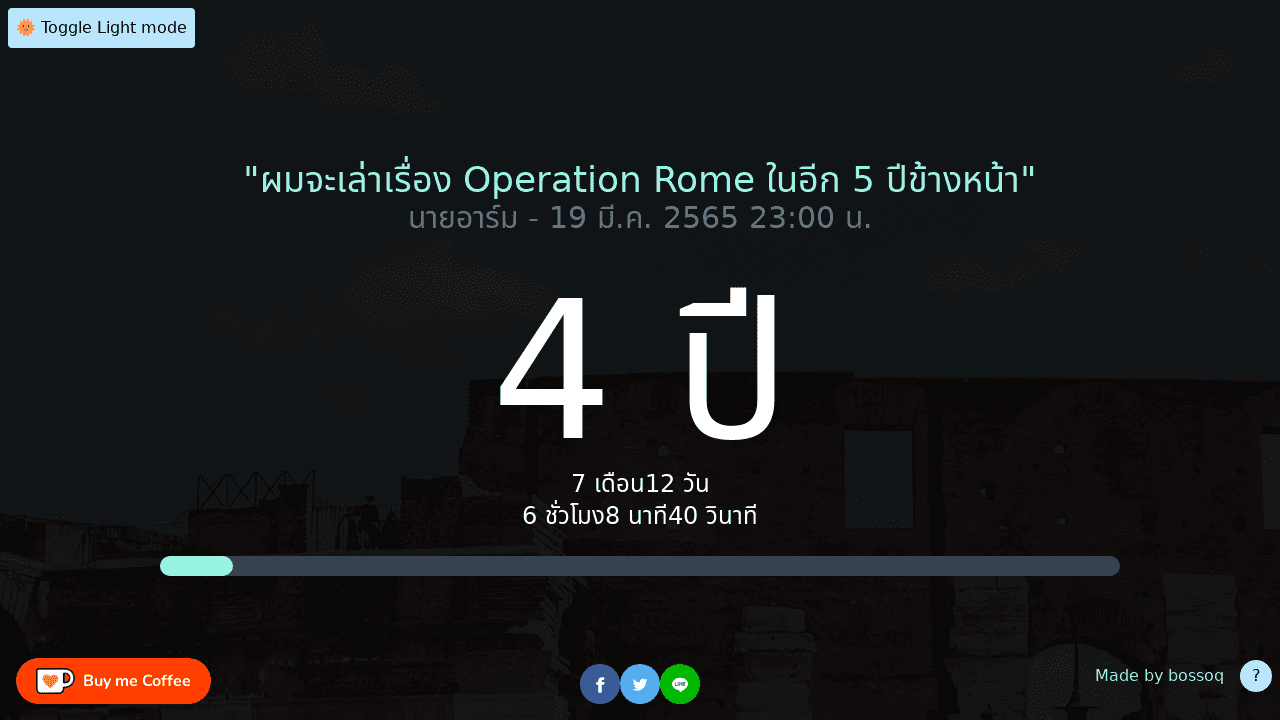 🌞 Toggle Light mode
"ผมจะเล่าเรื่อง Operation Rome ในอีก 5 ปีข้างหน้า"
นายอาร์ม - 19 มี.ค. 2565 23:00 น.
4 ปี
7 เดือน12 วัน
6 ชั่วโมง8 นาที40 วินาที
Buy me Coffee
LINE
Made by bossoq
?